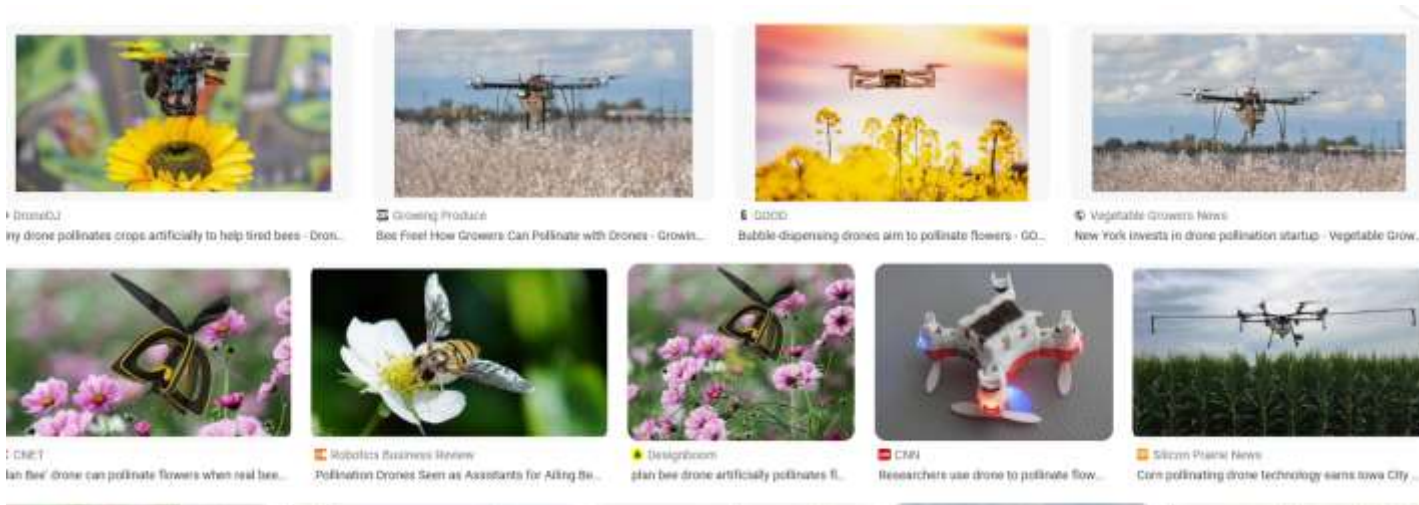 DroneDJ
ny drone pollinates crops artificially to help tired bees - Dron...
Growing Produce
Bee Free! How Growers Can Pollinate with Drones - Growin...
GOOD
Bubble-dispensing drones aim to pollinate flowers - GO...
Vegetable Growers News
New York invests in drone pollination startup - Vegetable Grow...
CNET
lan Bee' drone can pollinate flowers when real bee...
Robotics Business Review
Pollination Drones Seen as Assistants for Ailing Be...
Designboom
plan bee drone artificially pollinates fl...
CNN
Researchers use drone to pollinate flow...
Silicon Prairie News
Corn pollinating drone technology earns Iowa City ...